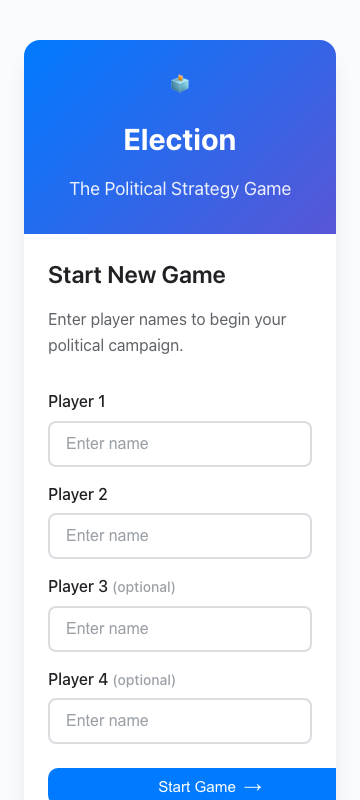 Election
The Political Strategy Game
Start New Game
Enter player names to begin your
political campaign.
Player 1
Enter name
Player 2
Enter name
Player 3 (optional)
Enter name
Player 4 (optional)
Enter name
Start Game →